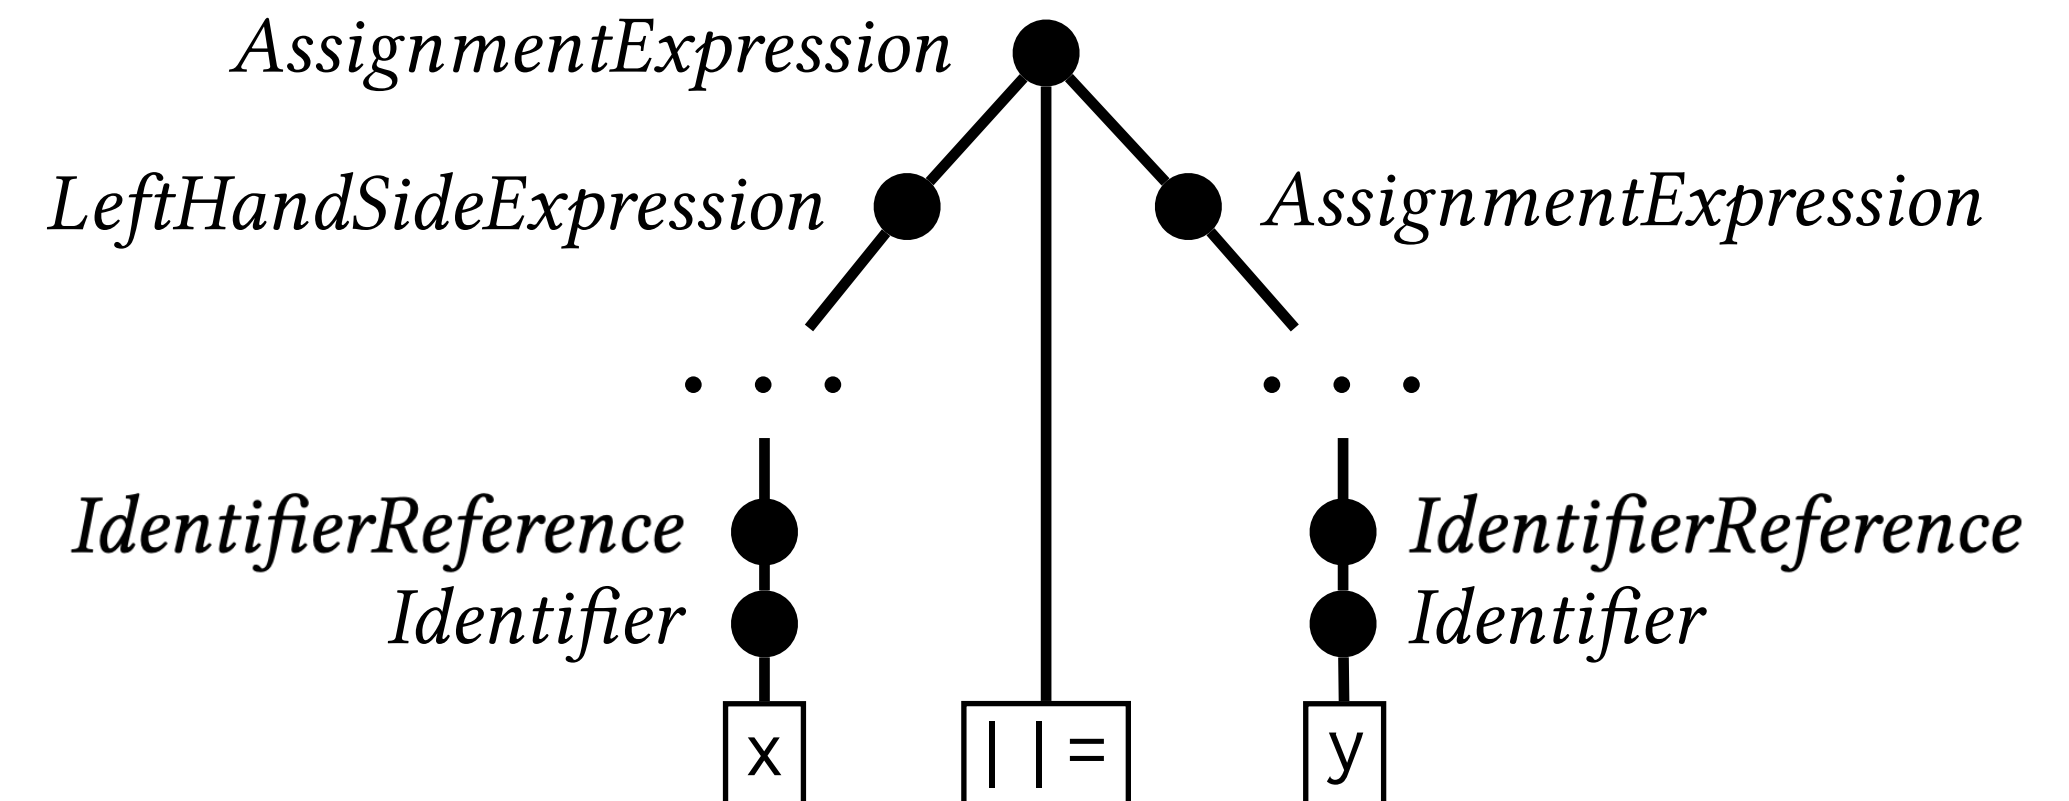 AssignmentExpression
LeftHandSideExpression AssignmentExpression
. . . . . .
IdentifierReference IdentifierReference
Identifier Identifier
x ||= y